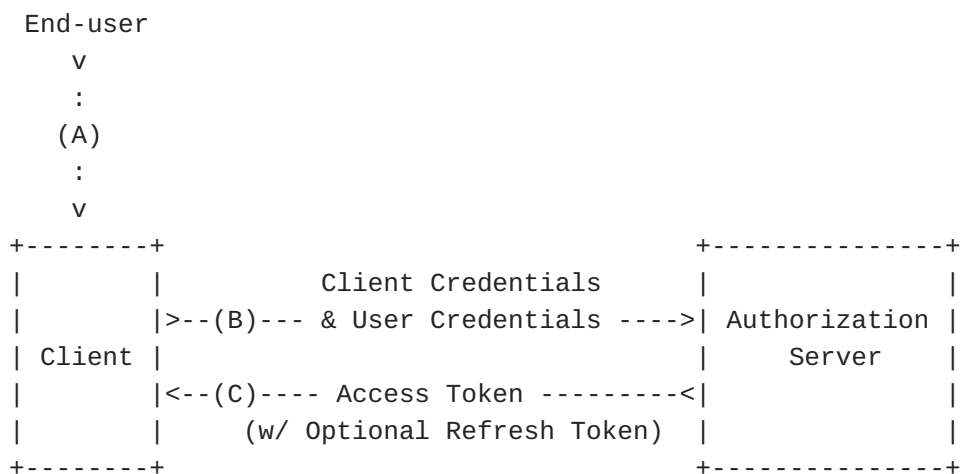 End-user
v
:
(A)
:
v
+--------+                                  +---------------+
|        |          Client Credentials      |               |
|        |>--(B)--- & User Credentials ---->| Authorization |
| Client |                                  |     Server    |
|        |<--(C)---- Access Token ---------<|               |
|        |     (w/ Optional Refresh Token)  |               |
+--------+                                  +---------------+